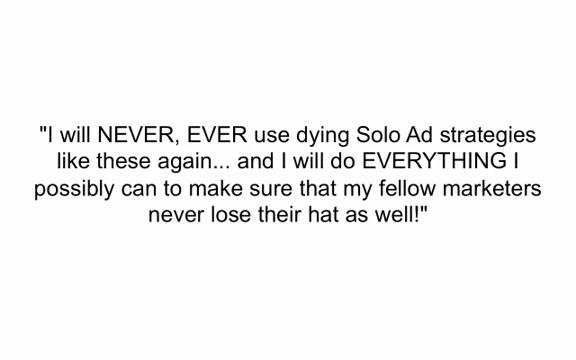 "I will NEVER, EVER use dying Solo Ad strategies
like these again... and I will do EVERYTHING I
possibly can to make sure that my fellow marketers
never lose their hat as well!"